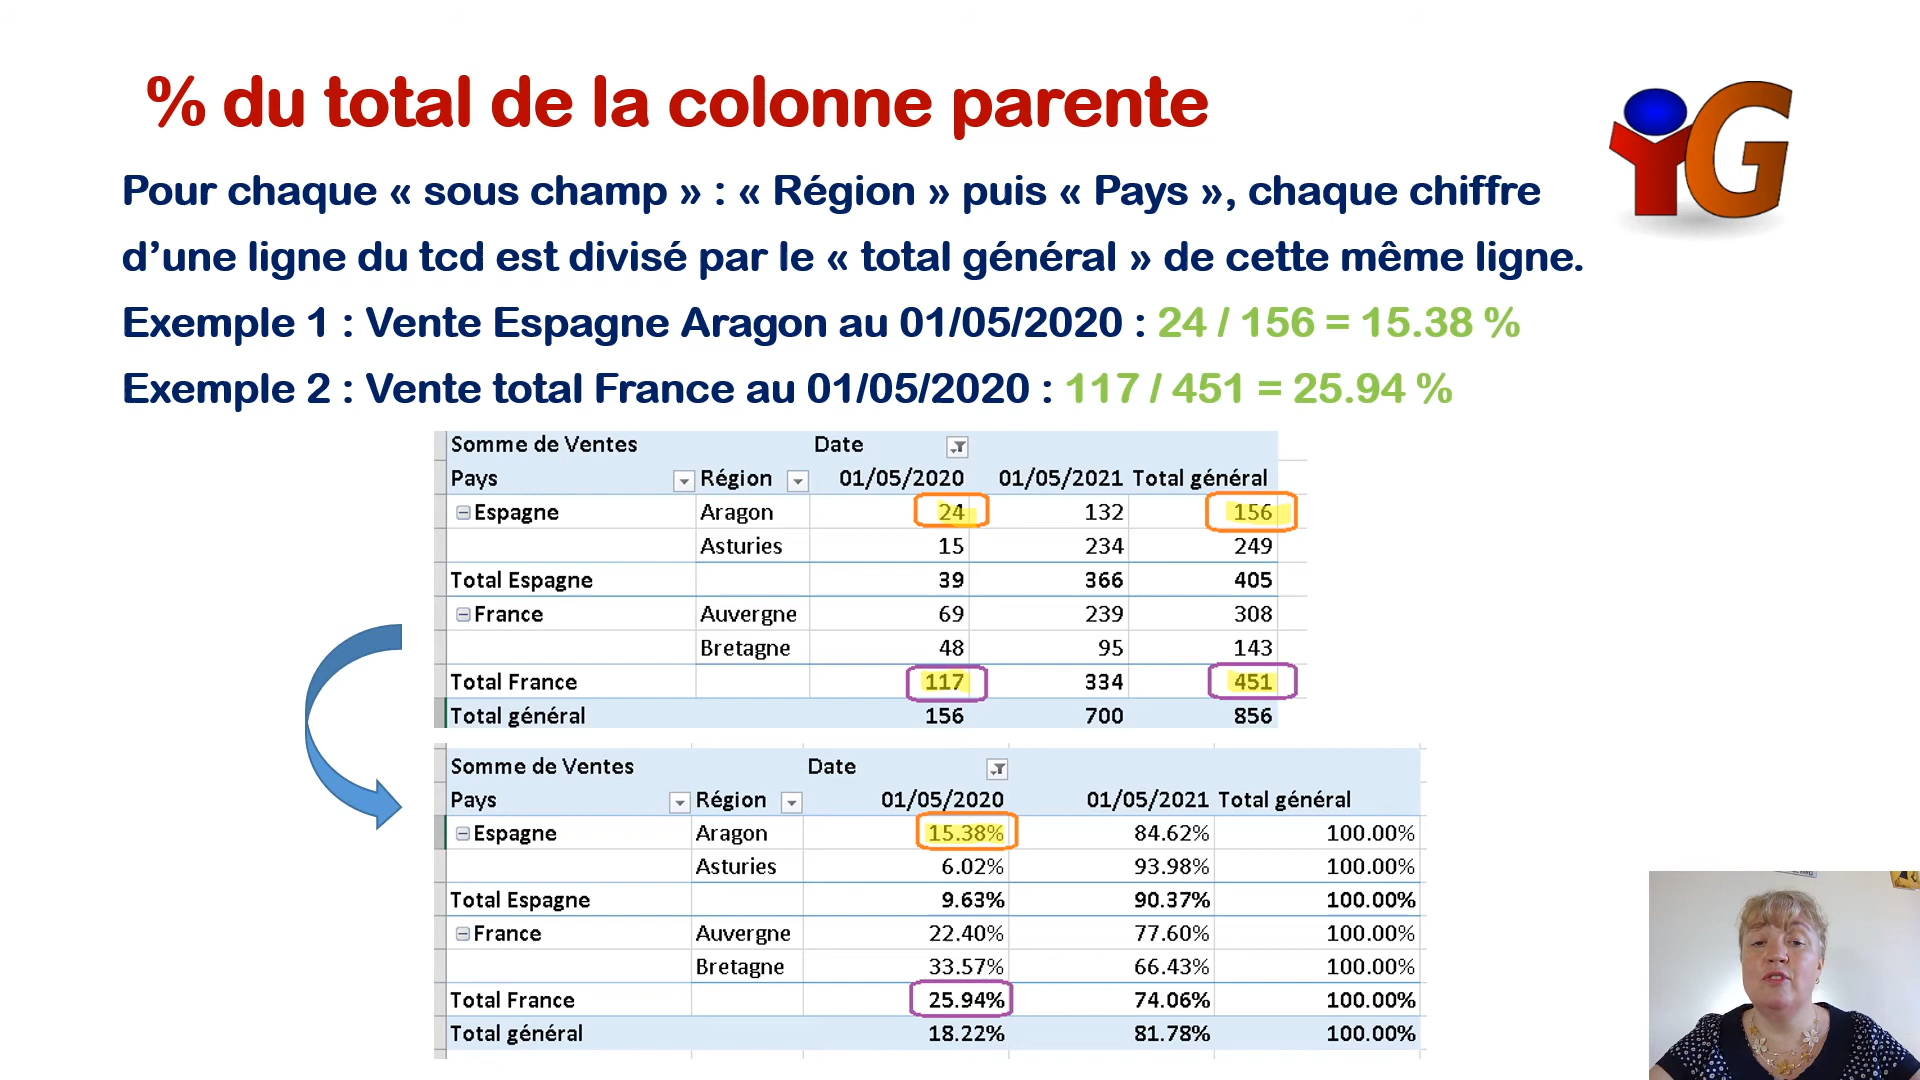 % du total de la colonne parente
G
Pour chaque « sous champ » : « Région » puis « Pays », chaque chiffre
d’une ligne du tcd est divisé par le « total général » de cette même ligne.
Exemple 1 : Vente Espagne Aragon au 01/05/2020 : 24 / 156 = 15.38 %
Exemple 2 : Vente total France au 01/05/2020 : 117 / 451 = 25.94 %
Somme de Ventes Date
Pays Région 01/05/2020 01/05/2021 Total général
Espagne Aragon 24 132 156
Asturies 15 234 249
Total Espagne 39 366 405
France Auvergne 69 239 308
Bretagne 48 95 143
Total France 117 334 451
Total général 156 700 856
Somme de Ventes Date
Pays Région 01/05/2020 01/05/2021 Total général
Espagne Aragon 15.38% 84.62% 100.00%
Asturies 6.02% 93.98% 100.00%
Total Espagne 9.63% 90.37% 100.00%
France Auvergne 22.40% 77.60% 100.00%
Bretagne 33.57% 66.43% 100.00%
Total France 25.94% 74.06% 100.00%
Total général 18.22% 81.78% 100.00%